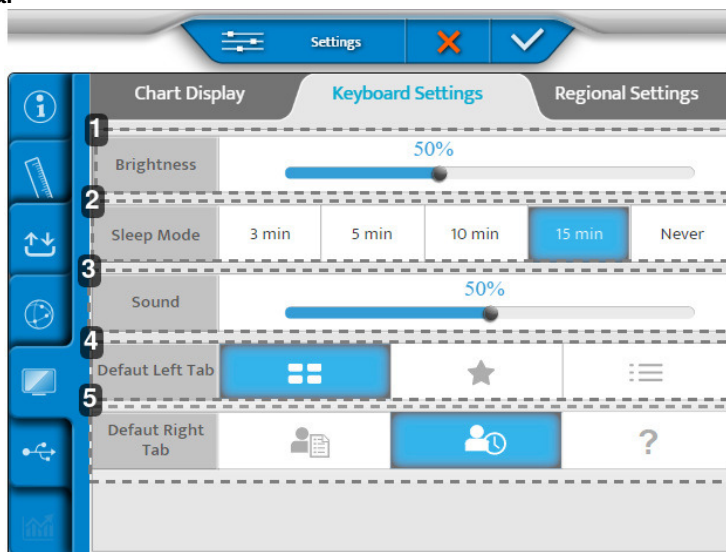 Settings
Chart Display Keyboard Settings Regional Settings
1
Brightness 50%
2
Sleep Mode 3 min 5 min 10 min 15 min Never
3
Sound 50%
4
Defaut Left Tab
5
Defaut Right
Tab ?